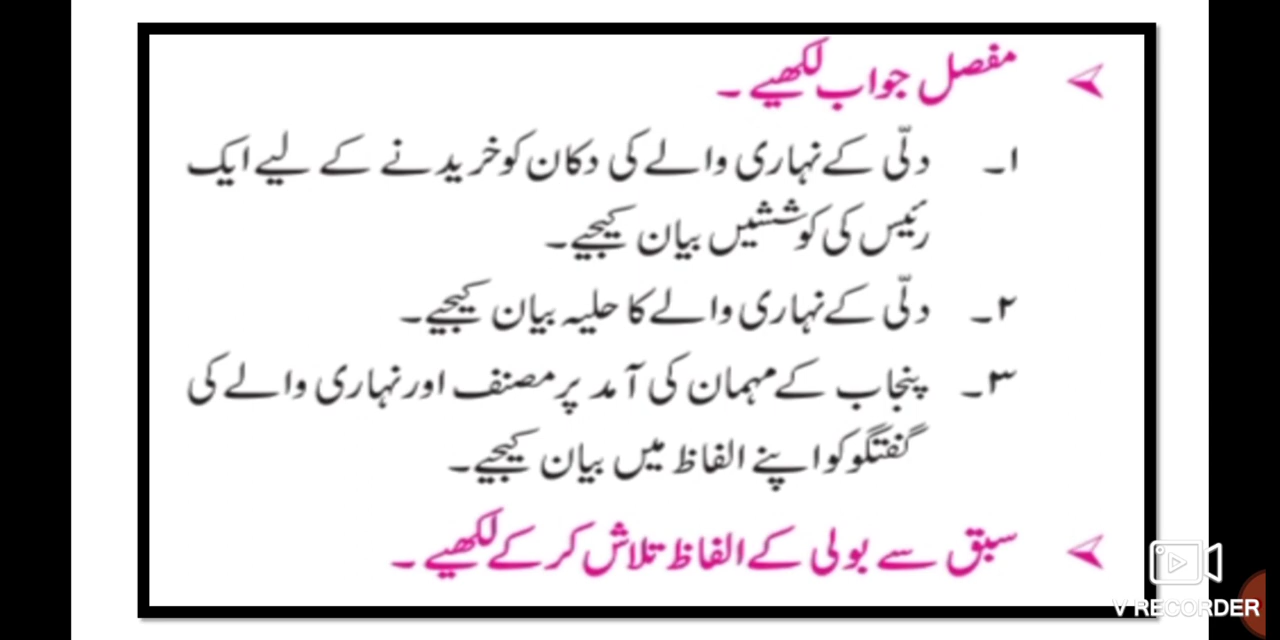 مفصل جواب لکھیے ۔
۱۔ دلّی کے نہاری والے کی دکان کو خریدنے کے لیے ایک
رئیس کی کوششیں بیان کیجیے۔
۲۔ دلّی کے نہاری والے کا حلیہ بیان کیجیے۔
۳۔ پنجاب کے مہمان کی آمد پر مصنف اور نہاری والے کی
گفتگو کو اپنے الفاظ میں بیان کیجیے۔
سبق سے بولی کے الفاظ تلاش کر کے لکھیے ۔
V RECORDER